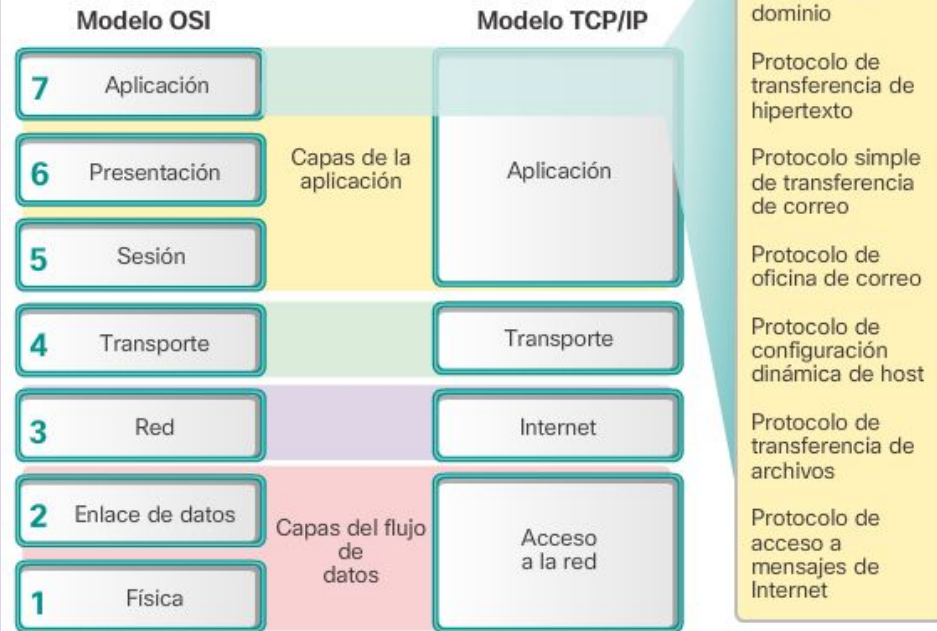 Modelo OSI
Modelo TCP/IP
7
Aplicación
6
Presentación
5
Sesión
4
Transporte
3
Red
2
Enlace de datos
1
Física
Capas de la
aplicación
Capas del flujo
de
datos
Aplicación
Transporte
Internet
Acceso
a la red
dominio
Protocolo de
transferencia de
hipertexto
Protocolo simple
de transferencia
de correo
Protocolo de
oficina de correo
Protocolo de
configuración
dinámica de host
Protocolo de
transferencia de
archivos
Protocolo de
acceso a
mensajes de
Internet